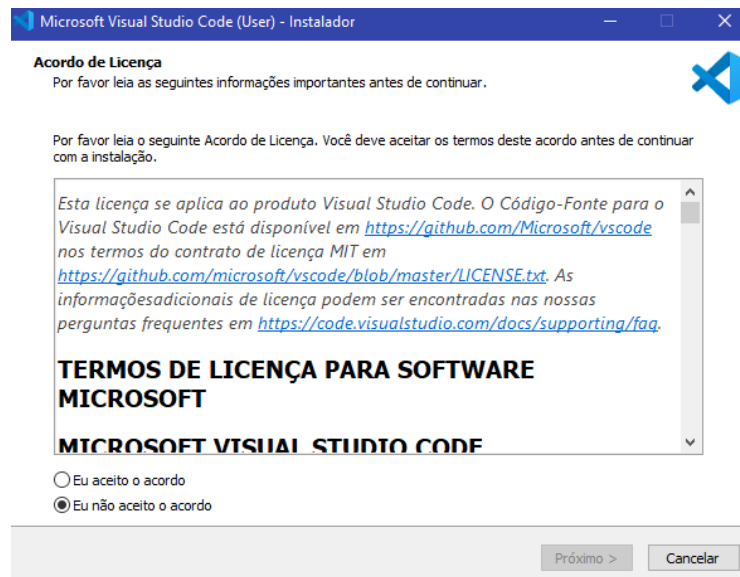 Microsoft Visual Studio Code (User) - Instalador
Acordo de Licença
Por favor leia as seguintes informações importantes antes de continuar.
Por favor leia o seguinte Acordo de Licença. Você deve aceitar os termos deste acordo antes de continuar
com a instalação.
Esta licença se aplica ao produto Visual Studio Code. O Código-Fonte para o
Visual Studio Code está disponível em https://github.com/Microsoft/vscode
nos termos do contrato de licença MIT em
https://github.com/microsoft/vscode/blob/master/LICENSE.txt. As
informaçõesadicionais de licença podem ser encontradas nas nossas
perguntas frequentes em https://code.visualstudio.com/docs/supporting/faq.
TERMOS DE LICENÇA PARA SOFTWARE
MICROSOFT
MICROSOFT VISUAL STUDIO CODE
Eu aceito o acordo
Eu não aceito o acordo
Próximo >
Cancelar